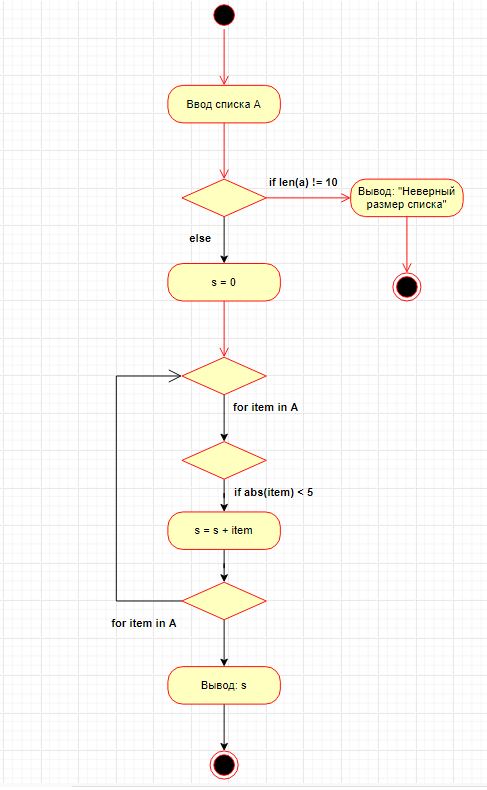 Ввод списка A
if len(a) != 10
Вывод: "Неверный
размер списка"
else
s = 0
for item in A
if abs(item) < 5
s = s + item
for item in A
Вывод: s